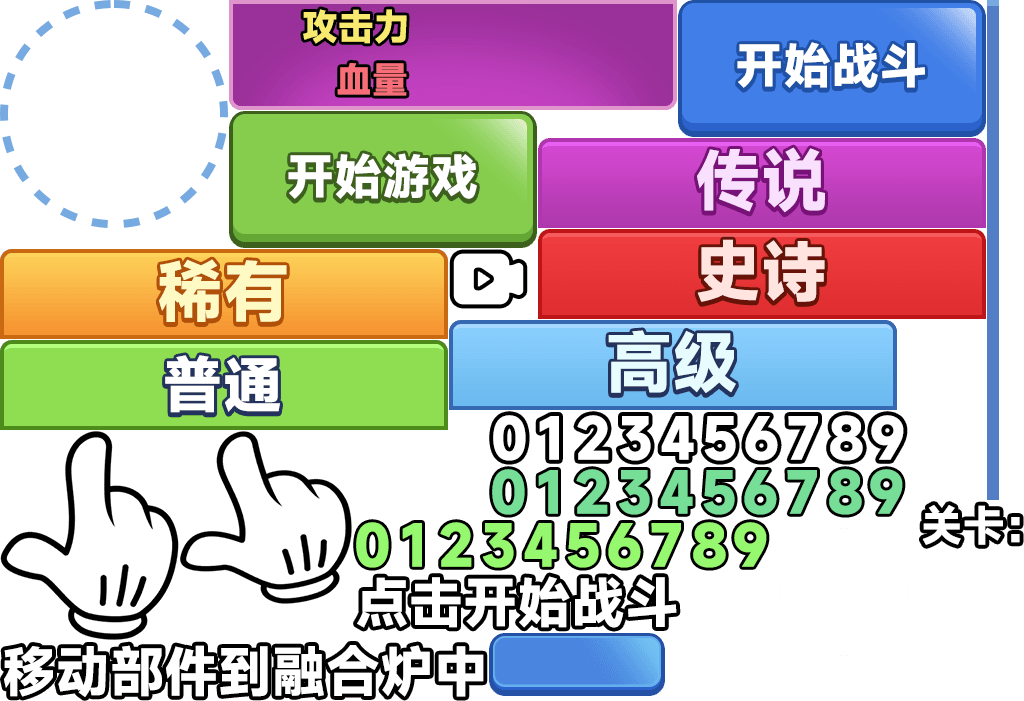 攻击力
血量
开始战斗
开始游戏
传说
稀有
史诗
普通
高级
0123456789
0123456789
关卡：
0123456789
点击开始战斗
移动部件到融合炉中